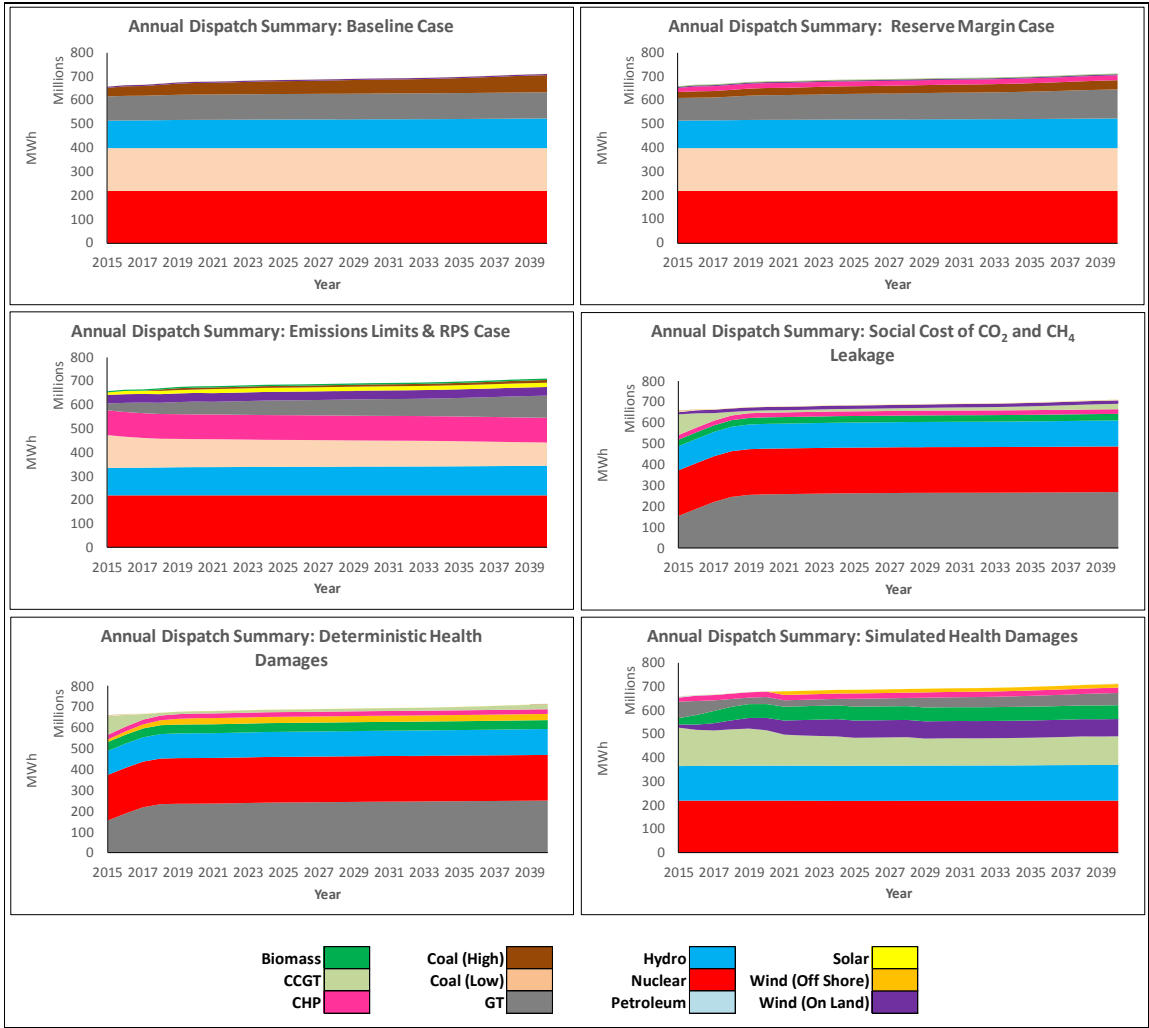 Annual Dispatch Summary: Baseline Case
Millions
MWh
800
700
600
500
400
300
200
100
0
2015 2017 2019 2021 2023 2025 2027 2029 2031 2033 2035 2037 2039
Year
Annual Dispatch Summary: Reserve Margin Case
Millions
MWh
800
700
600
500
400
300
200
100
0
2015 2017 2019 2021 2023 2025 2027 2029 2031 2033 2035 2037 2039
Year
Annual Dispatch Summary: Emissions Limits & RPS Case
Millions
MWh
800
700
600
500
400
300
200
100
0
2015 2017 2019 2021 2023 2025 2027 2029 2031 2033 2035 2037 2039
Year
Annual Dispatch Summary: Social Cost of CO₂ and CH₄
Leakage
Millions
MWh
800
700
600
500
400
300
200
100
0
2015 2017 2019 2021 2023 2025 2027 2029 2031 2033 2035 2037 2039
Year
Annual Dispatch Summary: Deterministic Health
Damages
Millions
MWh
800
700
600
500
400
300
200
100
0
2015 2017 2019 2021 2023 2025 2027 2029 2031 2033 2035 2037 2039
Year
Annual Dispatch Summary: Simulated Health Damages
Millions
MWh
800
700
600
500
400
300
200
100
0
2015 2017 2019 2021 2023 2025 2027 2029 2031 2033 2035 2037 2039
Year
Biomass Coal (High) Hydro Solar
CCGT Coal (Low) Nuclear Wind (Off Shore)
CHP GT Petroleum Wind (On Land)